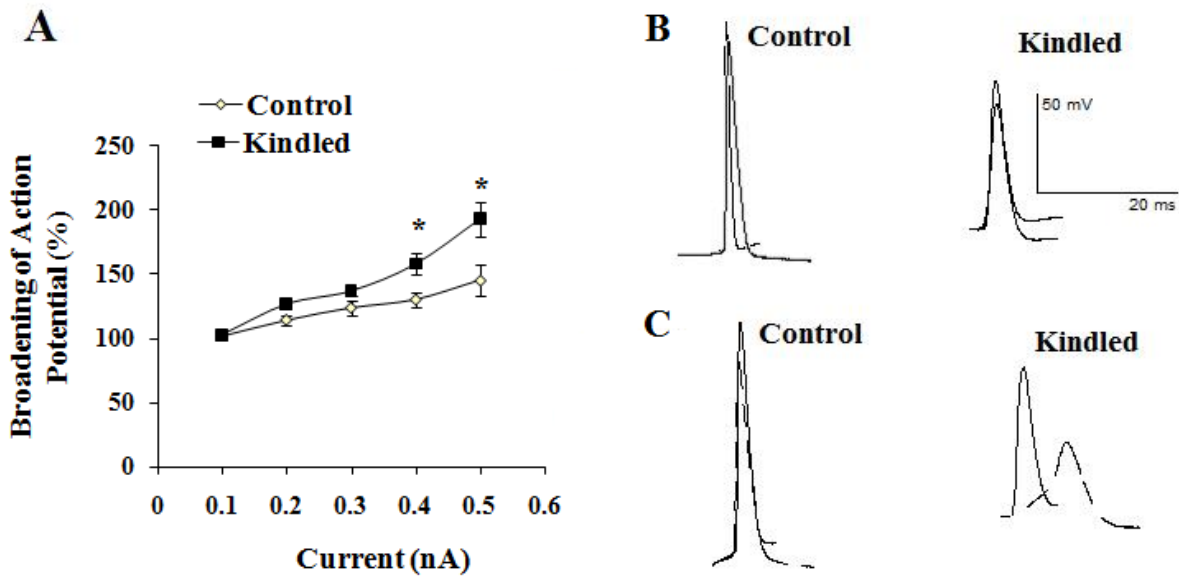 A
Control
Kindled
Broadening of Action
Potential (%)
250
200
150
100
50
0
*
*
0
0.1
0.2
0.3
0.4
0.5
0.6
Current (nA)
B
Control
Kindled
50 mV
20 ms
C
Control
Kindled